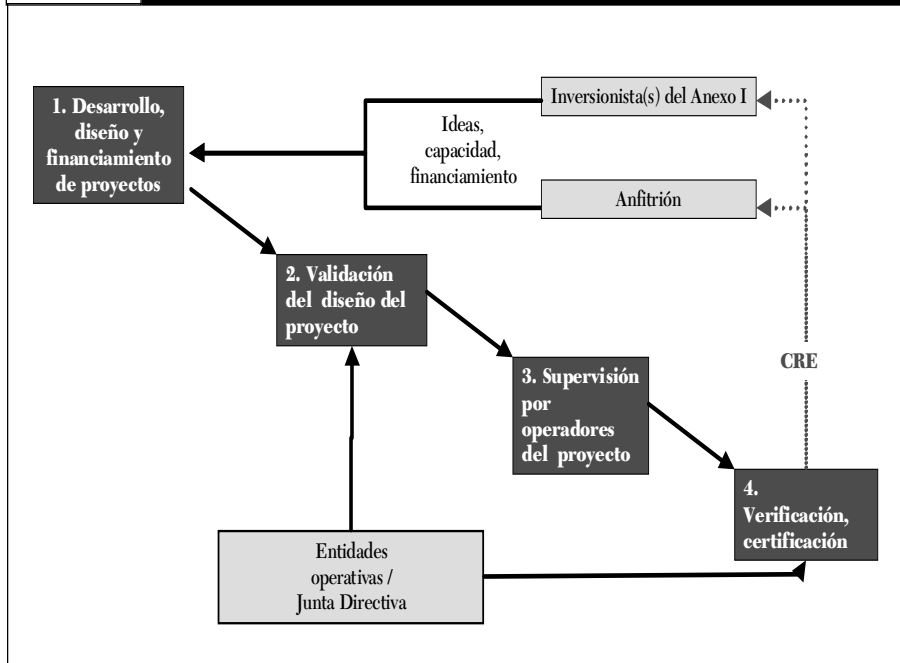 1. Desarrollo,
diseño y
financiamiento
de proyectos
Ideas,
capacidad,
financiamiento
Inversionista(s) del Anexo I
Anfitrión
2. Validación
del diseño del
proyecto
3. Supervisión
por
operadores
del proyecto
CRE
4.
Verificación,
certificación
Entidades
operativas /
Junta Directiva